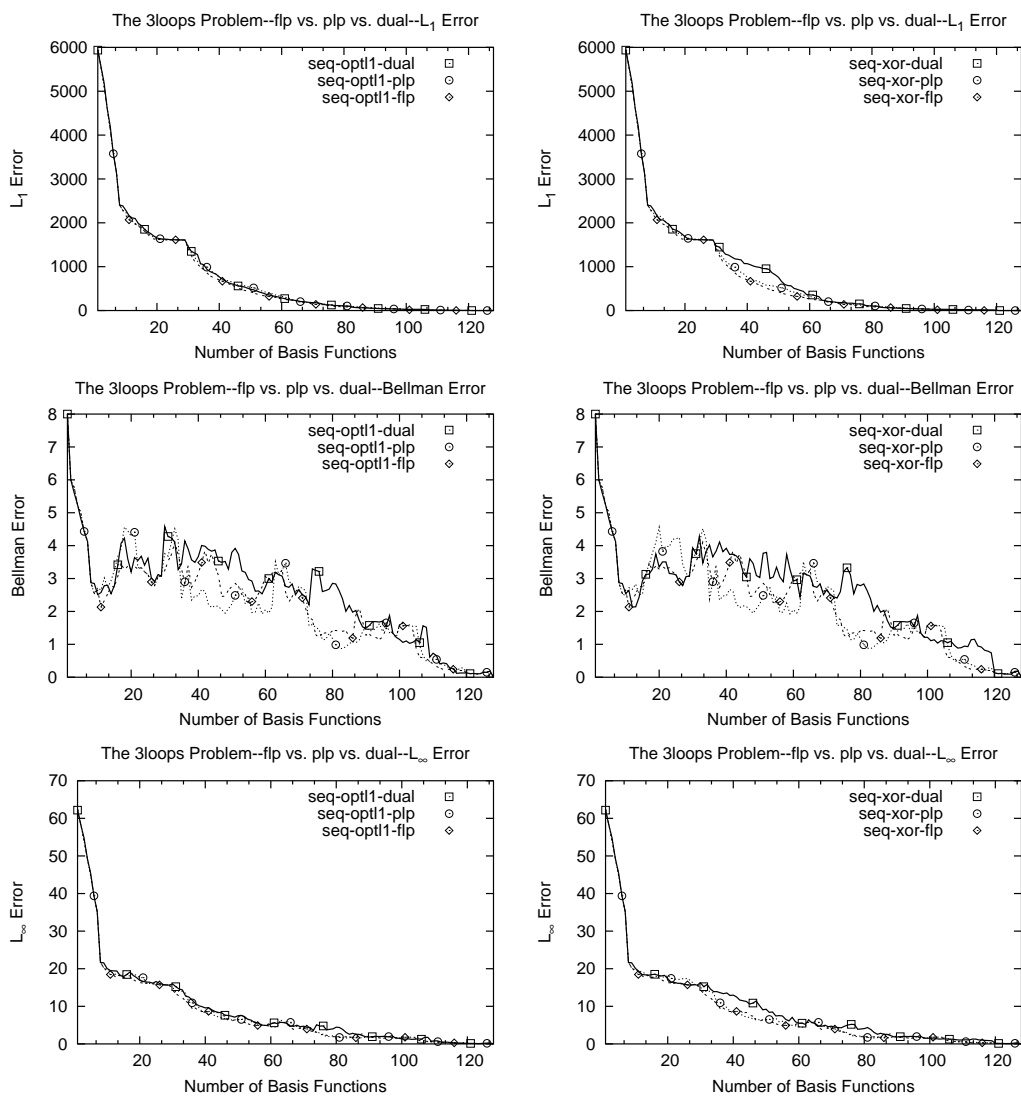 The 3loops Problem--flp vs. plp vs. dual--L1 Error
6000
5000
4000
3000
2000
1000
0
L1 Error
seq-optl1-dual
seq-optl1-plp
seq-optl1-flp
20 40 60 80 100 120
Number of Basis Functions
The 3loops Problem--flp vs. plp vs. dual--L1 Error
6000
5000
4000
3000
2000
1000
0
L1 Error
seq-xor-dual
seq-xor-plp
seq-xor-flp
20 40 60 80 100 120
Number of Basis Functions
The 3loops Problem--flp vs. plp vs. dual--Bellman Error
8
7
6
5
4
3
2
1
0
Bellman Error
seq-optl1-dual
seq-optl1-plp
seq-optl1-flp
20 40 60 80 100 120
Number of Basis Functions
The 3loops Problem--flp vs. plp vs. dual--Bellman Error
8
7
6
5
4
3
2
1
0
Bellman Error
seq-xor-dual
seq-xor-plp
seq-xor-flp
20 40 60 80 100 120
Number of Basis Functions
The 3loops Problem--flp vs. plp vs. dual--L∞ Error
70
60
50
40
30
20
10
0
L∞ Error
seq-optl1-dual
seq-optl1-plp
seq-optl1-flp
20 40 60 80 100 120
Number of Basis Functions
The 3loops Problem--flp vs. plp vs. dual--L∞ Error
70
60
50
40
30
20
10
0
L∞ Error
seq-xor-dual
seq-xor-plp
seq-xor-flp
20 40 60 80 100 120
Number of Basis Functions